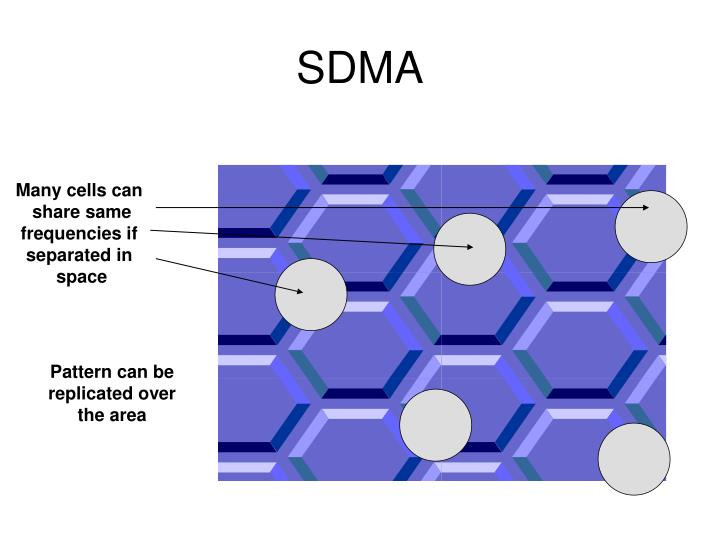 SDMA
Many cells can
share same
frequencies if
separated in
space
Pattern can be
replicated over
the area